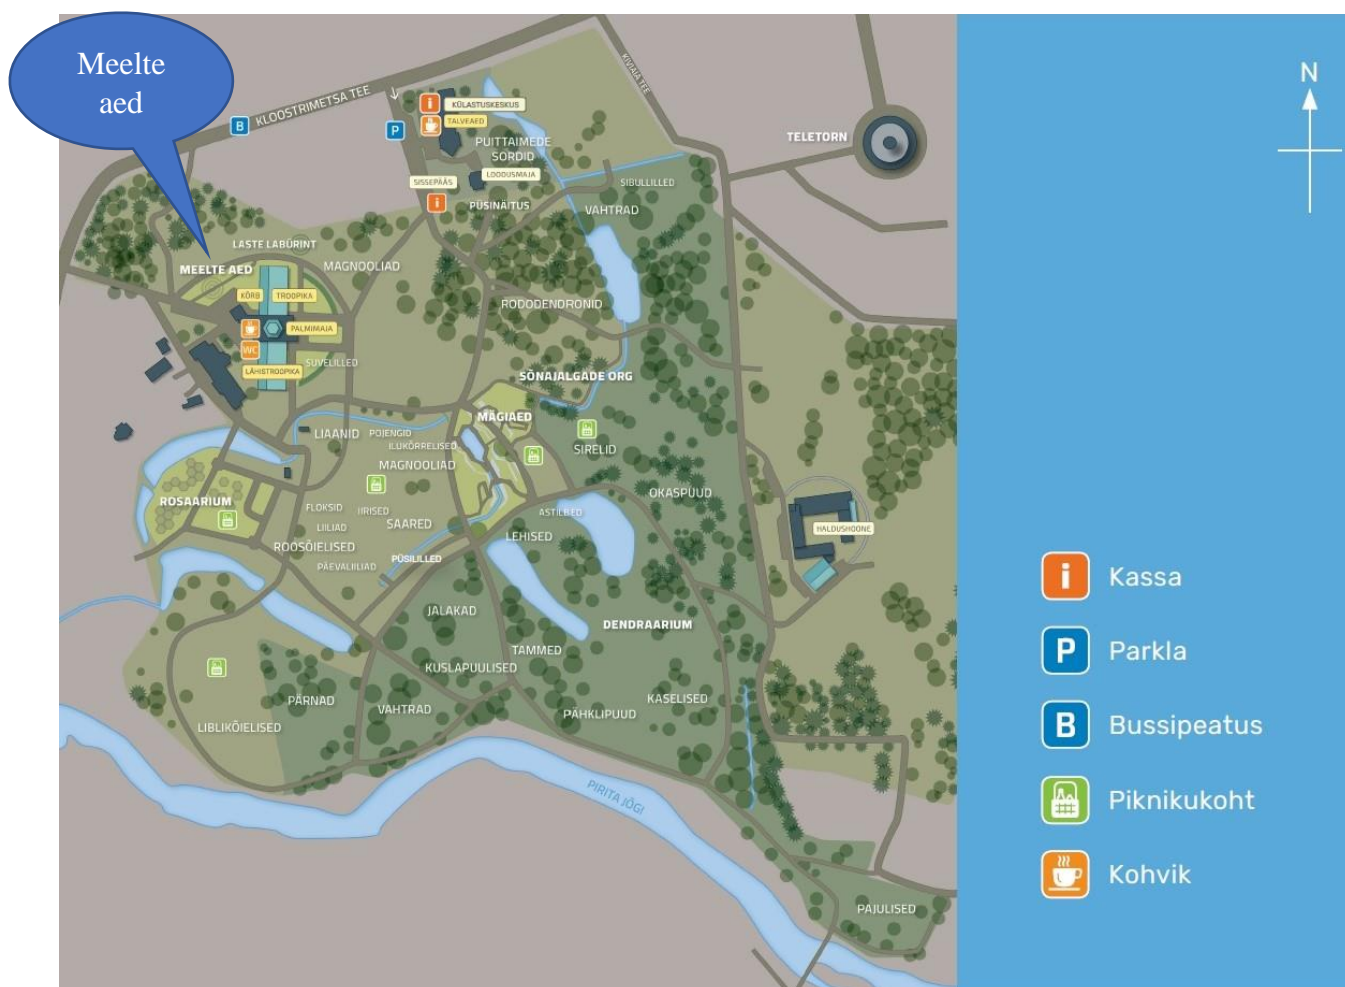 Meelte
aed
KLOOSTRIMETSA TEE
KIVIAIA TEE
B
P
i
KÜLASTUSKESKUS
TALVEAED
PUITTAIMEDE
SORDID
LOODUSMAJA
SISSEPÄÄS
i
PÜSINÄITUS
SIBULLILLED
VAHTRAD
TELETORN
N
LASTE LABÜRINT
MEELTE AED
MAGNOOLIAD
KÕRB
TROOPIKA
PALMIMAJA
WC
SUVELILLED
LÄHISTROOPIKA
RODODENDRONID
SÕNAJALGADE ORG
MÄGIAED
SIRELID
LIAANID
POJENGID
ILUKÕRRELISED
MAGNOOLIAD
OKASPUUD
ROSAARIUM
FLOKSID
IIRISED
LIILIAD
SAARED
ASTILBED
LEHISED
HALDUSHOONE
ROOSÕIELISED
PÄEVALIILIAD
PÜSILILLED
JALAKAD
DENDRAARIUM
TAMMED
KUSLAPUULISED
KASELISED
PÄRNAD
VAHTRAD
PÄHKLIPUUD
LIBLIKÕIELISED
PIRITA JÕGI
PAJULISED
i Kassa
P Parkla
B Bussipeatus
Piknikukoht
Kohvik